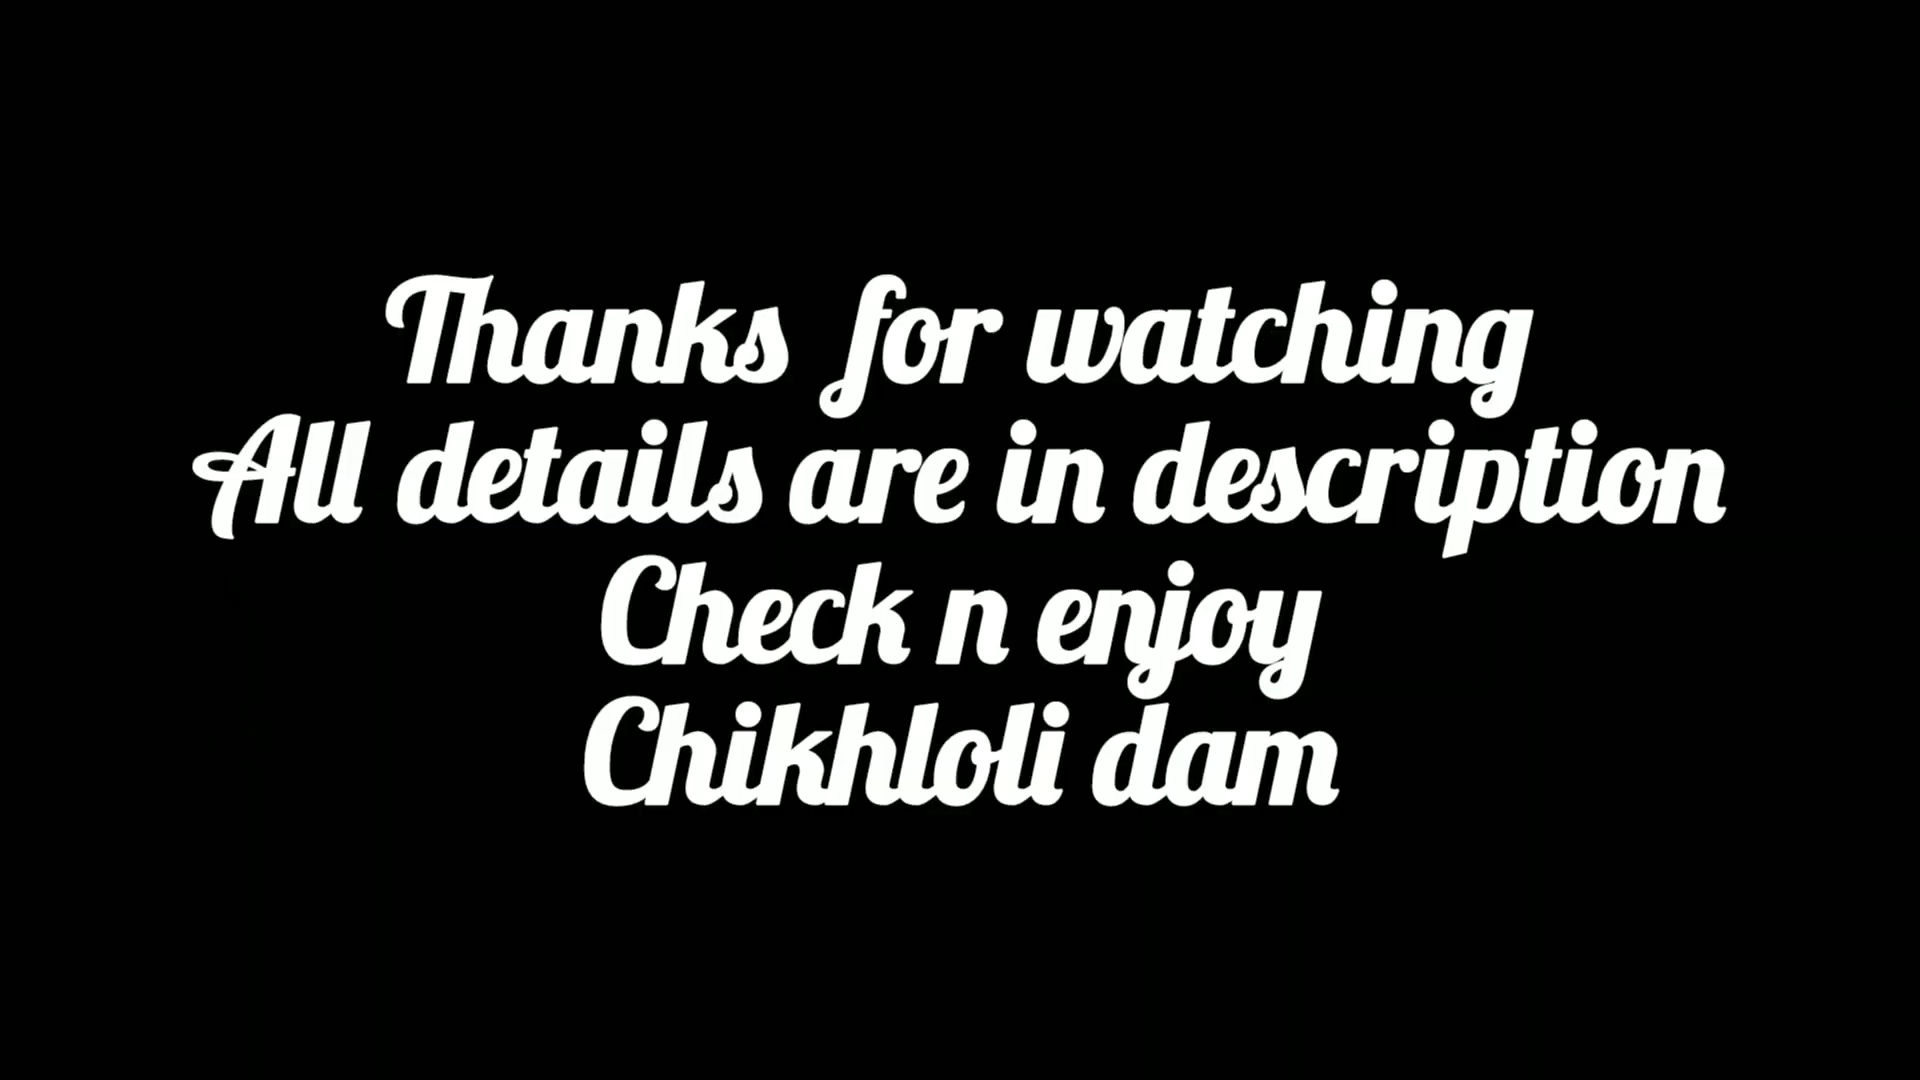 Thanks for watching
All details are in description
Check n enjoy
Chikhloli dam